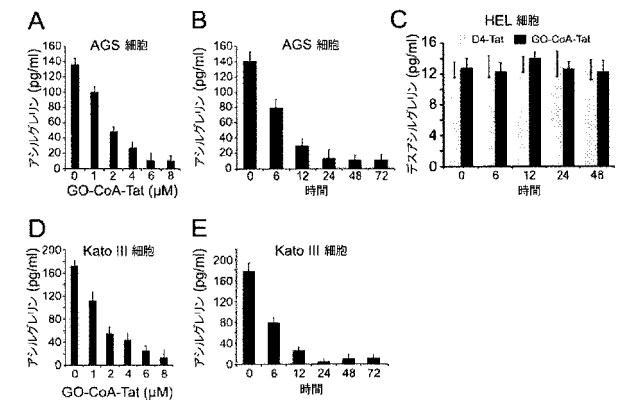 A
AGS 細胞
アシルグレリン (pg/ml)
160
140
120
100
80
60
40
20
0
0 1 2 4 6 8
GO-CoA-Tat (μM)
B
AGS 細胞
アシルグレリン (pg/ml)
160
140
120
100
80
60
40
20
0
0 6 12 24 48 72
時間
C
HEL 細胞
D4-Tat GO-CoA-Tat
デスアシルグレリン (pg/ml)
16
12
8
4
0
0 6 12 24 48
時間
D
Kato III 細胞
アシルグレリン (pg/ml)
200
160
120
80
40
0
0 1 2 4 6 8
GO-CoA-Tat (μM)
E
Kato III 細胞
アシルグレリン (pg/ml)
200
160
120
80
40
0
0 6 12 24 48 72
時間